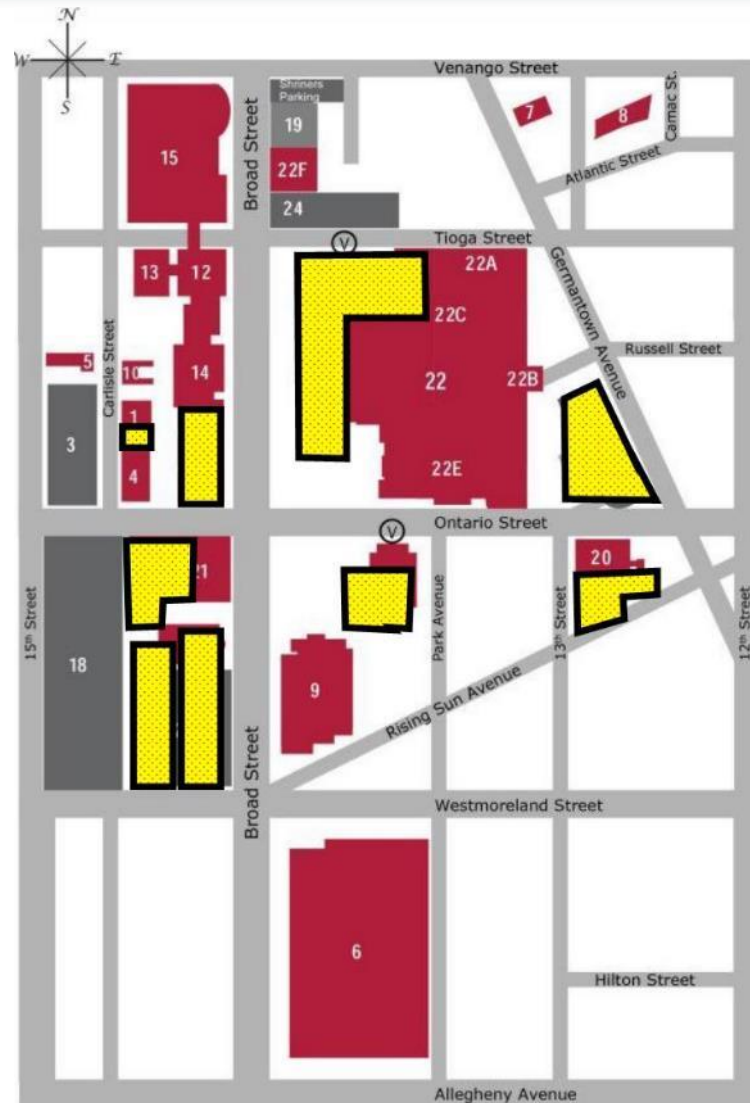 N
W
E
S
Venango Street
Shriners
Parking
19
7
8
Camac St.
15
Broad Street
22F
Atlantic Street
24
V
Tioga Street
13
12
22A
Germantown Avenue
22C
Carlisle Street
5
10
14
22
22B
Russell Street
1
3
4
22E
Ontario Street
V
21
20
15th Street
18
9
Park Avenue
13th Street
12th Street
Rising Sun Avenue
Broad Street
Westmoreland Street
6
Hilton Street
Allegheny Avenue